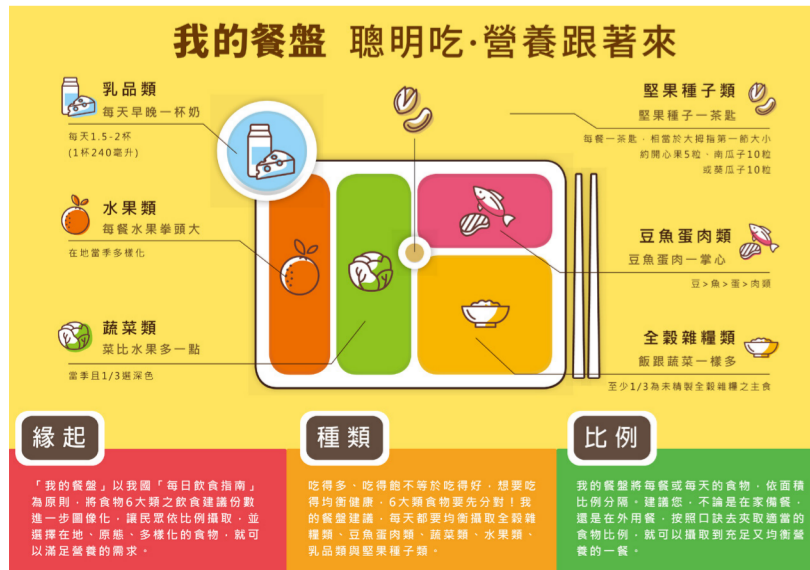 我的餐盤 聰明吃·營養跟著來
乳品類
每天早晚一杯奶
每天1.5-2杯
(1杯240毫升)
水果類
每餐水果拳頭大
在地當季多樣化
蔬菜類
菜比水果多一點
當季且1/3選深色
堅果種子類
堅果種子一茶匙
每餐一茶匙，相當於大拇指第一節大小
約開心果5粒、南瓜子10粒
或葵瓜子10粒
豆魚蛋肉類
豆魚蛋肉一掌心
豆>魚>蛋>肉類
全穀雜糧類
飯跟蔬菜一樣多
至少1/3為未精製全穀雜糧之主食
緣起
「我的餐盤」以我國「每日飲食指南」
為原則，將食物6大類之飲食建議份數
進一步圖像化，讓民眾依比例攝取，並
選擇在地、原態、多樣化的食物，就可
以滿足營養的需求。
種類
吃得多、吃得飽不等於吃得好，想要吃
得均衡健康，6大類食物要先分對！我
的餐盤建議，每天都要均衡攝取全穀雜
糧類、豆魚蛋肉類、蔬菜類、水果類、
乳品類與堅果種子類。
比例
我的餐盤將每餐或每天的食物，依面積
比例分隔。建議您，不論是在家備餐，
還是在外用餐，按照口訣去夾取適當的
食物比例，就可以攝取到充足又均衡營
養的一餐。